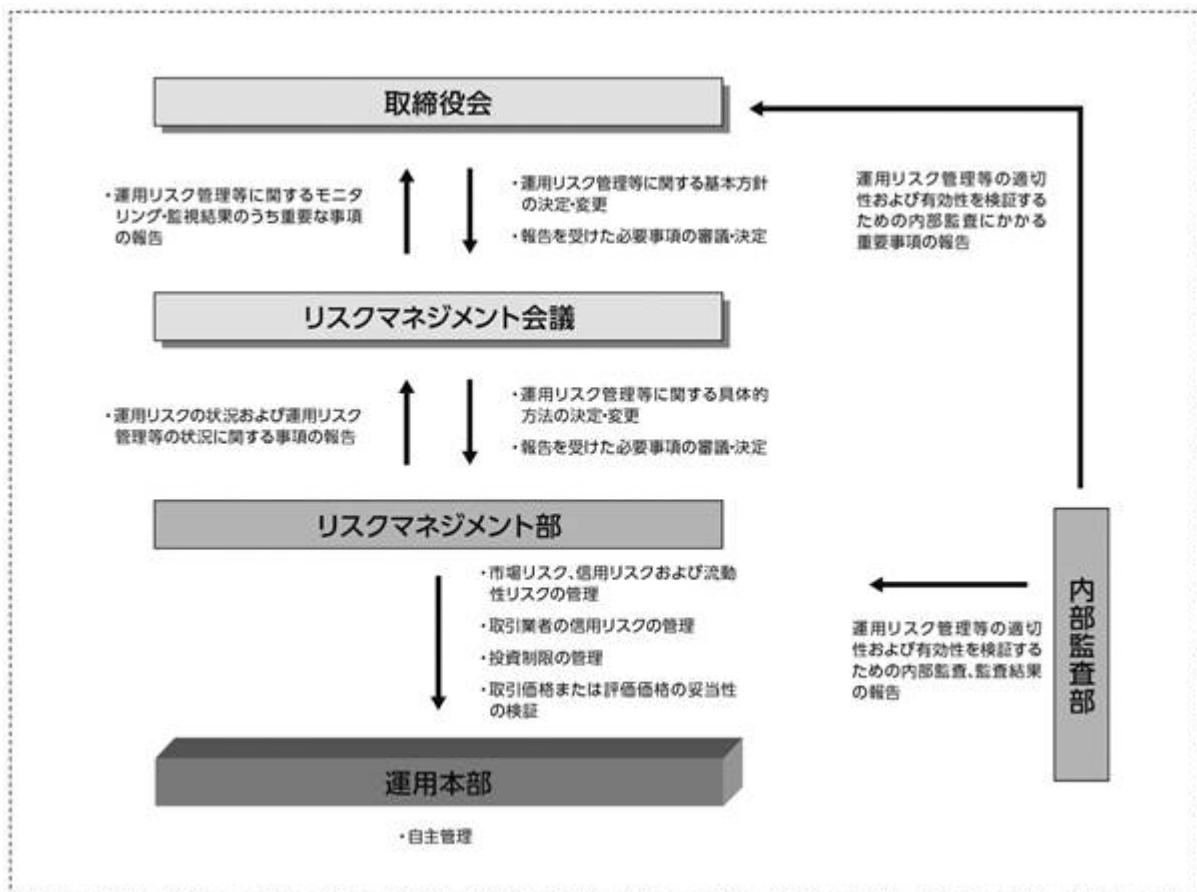 取締役会
・運用リスク管理等に関するモニタ
リング・監視結果のうち重要な事項
の報告
・運用リスク管理等に関する基本方針
の決定・変更
・報告を受けた必要事項の審議・決定
運用リスク管理等の適切
性および有効性を検証する
ための内部監査にかかる
重要事項の報告
リスクマネジメント会議
・運用リスクの状況および運用リスク
管理等の状況に関する事項の報告
・運用リスク管理等に関する具体的
方法の決定・変更
・報告を受けた必要事項の審議・決定
リスクマネジメント部
・市場リスク、信用リスクおよび流動
性リスクの管理
・取引業者の信用リスクの管理
・投資制限の管理
・取引価格または評価価格の妥当性
の検証
運用リスク管理等の適切
性および有効性を検証する
ための内部監査、監査結果
の報告
内部監査部
運用本部
・自主管理